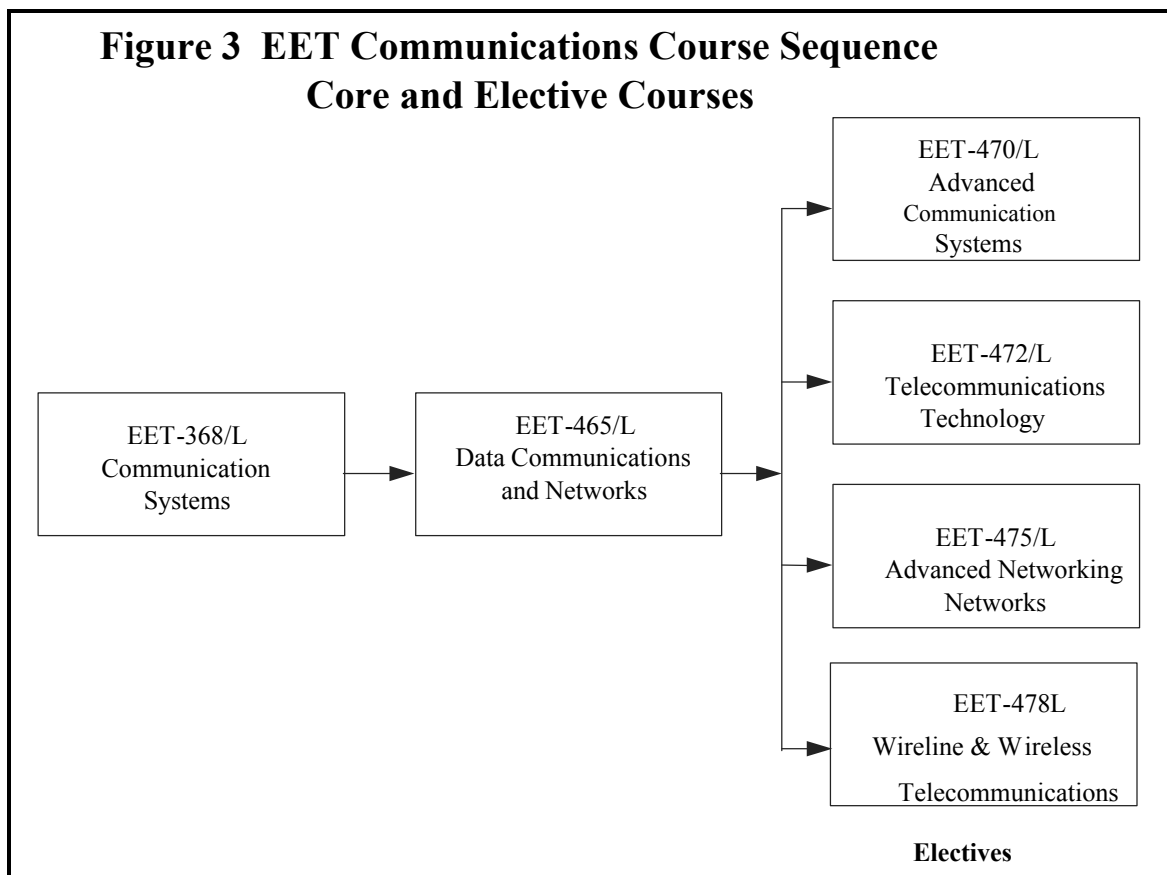 Figure 3 EET Communications Course Sequence
Core and Elective Courses
EET-368/L
Communication
Systems
EET-465/L
Data Communications
and Networks
EET-470/L
Advanced
Communication
Systems
EET-472/L
Telecommunications
Technology
EET-475/L
Advanced Networking
Networks
EET-478L
Wireline & Wireless
Telecommunications
Electives